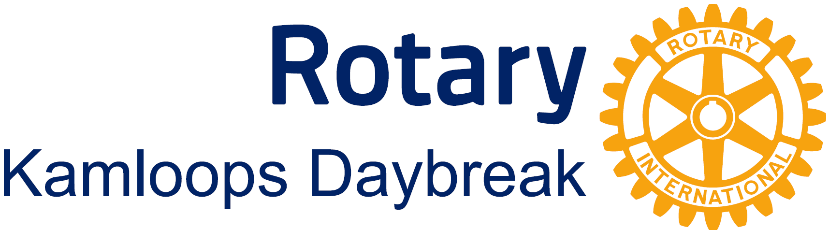 Rotary
Kamloops Daybreak
ROTARY
INTERNATIONAL